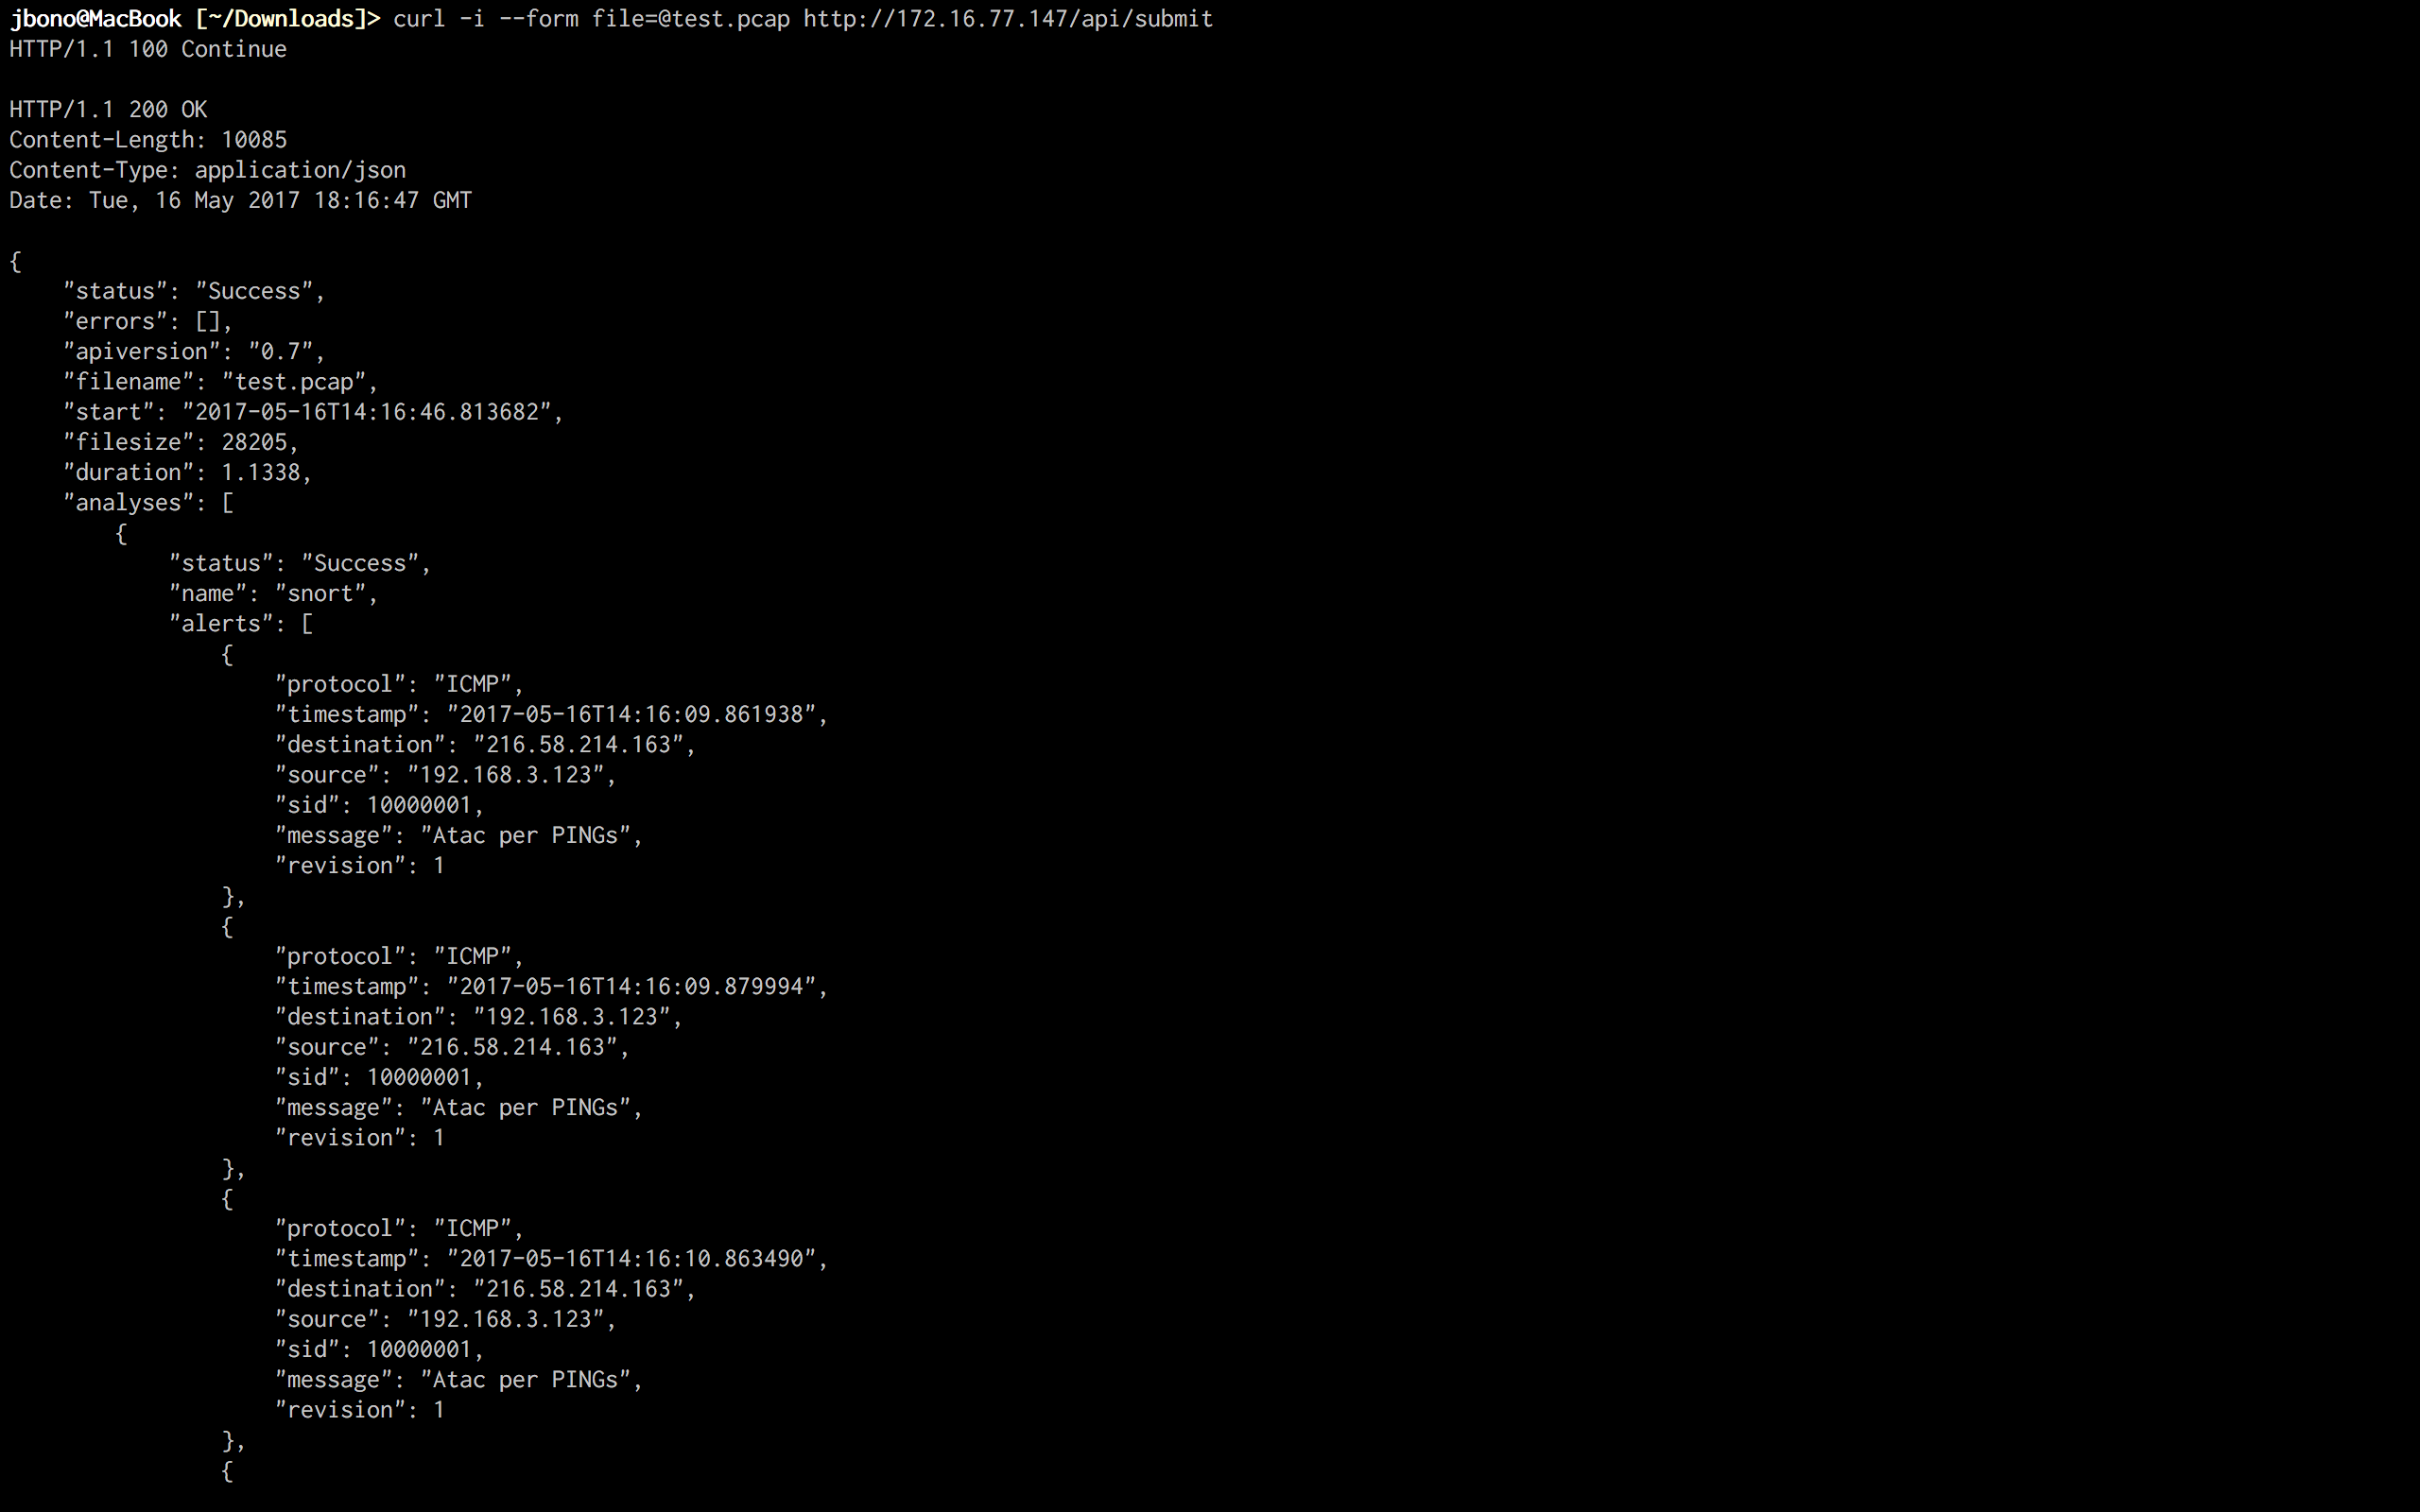 jbono@MacBook [~/Downloads]> curl -i --form file=@test.pcap http://172.16.77.147/api/submit
HTTP/1.1 100 Continue

HTTP/1.1 200 OK
Content-Length: 10085
Content-Type: application/json
Date: Tue, 16 May 2017 18:16:47 GMT

{
    "status": "Success",
    "errors": [],
    "apiversion": "0.7",
    "filename": "test.pcap",
    "start": "2017-05-16T14:16:46.813682",
    "filesize": 28205,
    "duration": 1.1338,
    "analyses": [
        {
            "status": "Success",
            "name": "snort",
            "alerts": [
                {
                    "protocol": "ICMP",
                    "timestamp": "2017-05-16T14:16:09.861938",
                    "destination": "216.58.214.163",
                    "source": "192.168.3.123",
                    "sid": 10000001,
                    "message": "Atac per PINGs",
                    "revision": 1
                },
                {
                    "protocol": "ICMP",
                    "timestamp": "2017-05-16T14:16:09.879994",
                    "destination": "192.168.3.123",
                    "source": "216.58.214.163",
                    "sid": 10000001,
                    "message": "Atac per PINGs",
                    "revision": 1
                },
                {
                    "protocol": "ICMP",
                    "timestamp": "2017-05-16T14:16:10.863490",
                    "destination": "216.58.214.163",
                    "source": "192.168.3.123",
                    "sid": 10000001,
                    "message": "Atac per PINGs",
                    "revision": 1
                },
                {